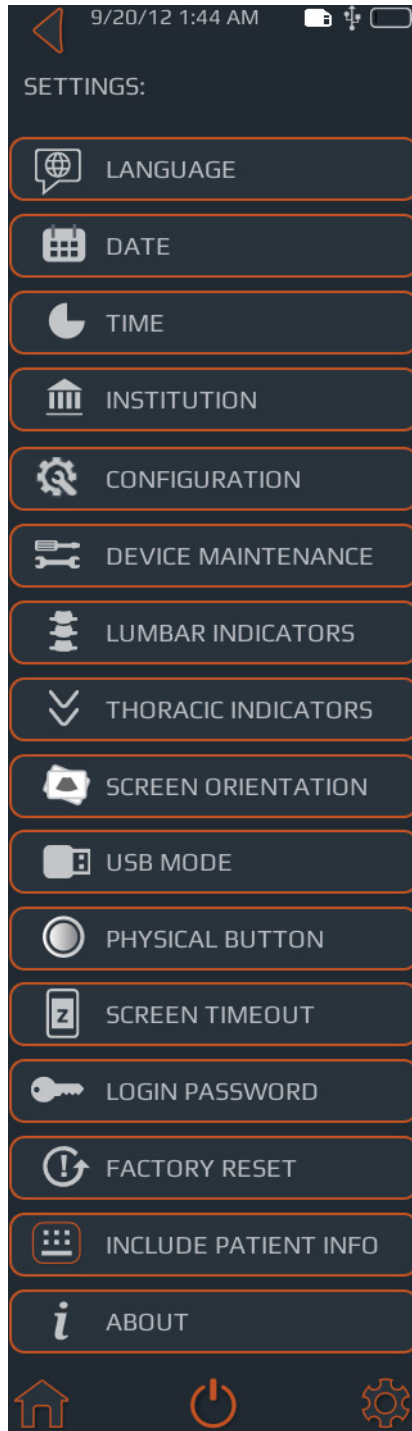 9/20/12 1:44 AM
SETTINGS:
LANGUAGE
DATE
TIME
INSTITUTION
CONFIGURATION
DEVICE MAINTENANCE
LUMBAR INDICATORS
THORACIC INDICATORS
SCREEN ORIENTATION
USB MODE
PHYSICAL BUTTON
z
SCREEN TIMEOUT
LOGIN PASSWORD
FACTORY RESET
INCLUDE PATIENT INFO
i ABOUT